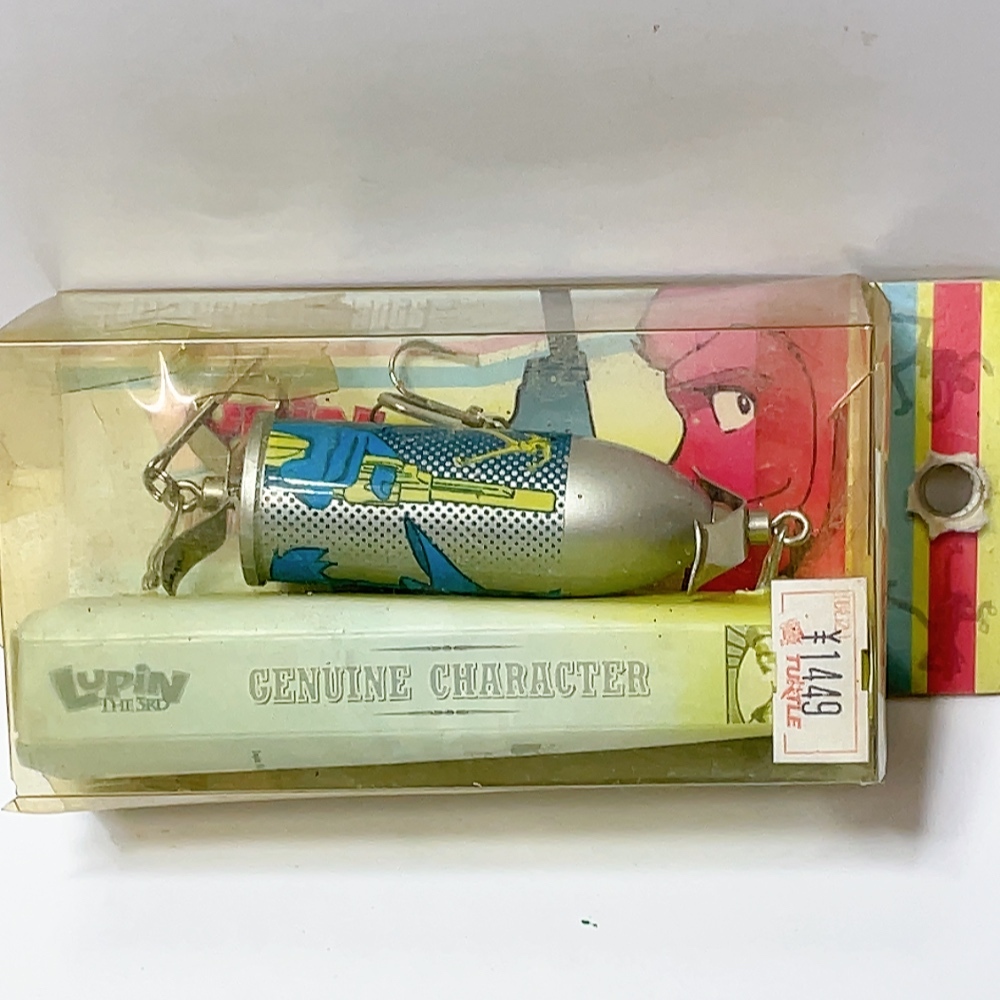 LUPIN
THE 3RD
GENUINE CHARACTER
¥1449
TURTLE